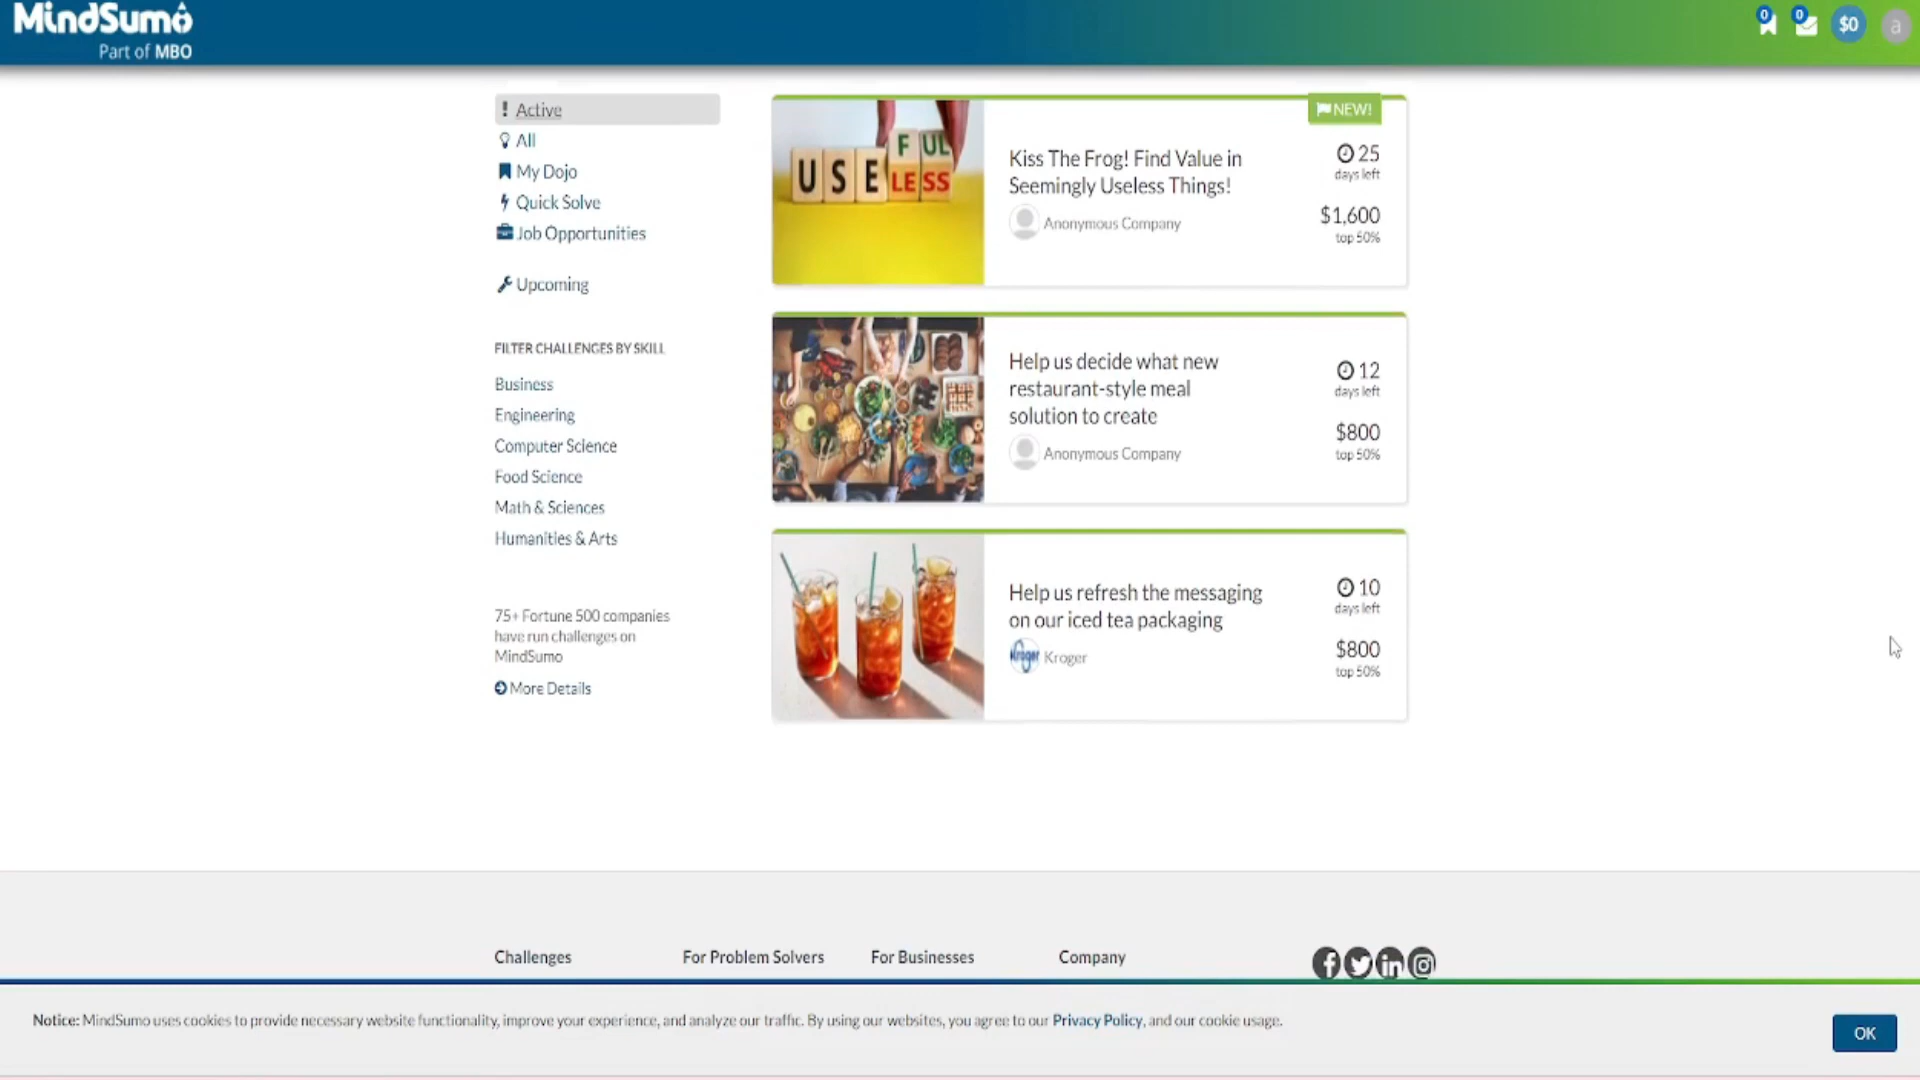 MindSumo
Part of MBO
0
0
$0
a
Active
All
My Dojo
Quick Solve
Job Opportunities
Upcoming
FILTER CHALLENGES BY SKILL
Business
Engineering
Computer Science
Food Science
Math & Sciences
Humanities & Arts
75+ Fortune 500 companies
have run challenges on
MindSumo
More Details
F UL
USE LESS
NEW!
Kiss The Frog! Find Value in
Seemingly Useless Things!
Anonymous Company
25
days left
$1,600
top 50%
Help us decide what new
restaurant-style meal
solution to create
Anonymous Company
12
days left
$800
top 50%
Help us refresh the messaging
on our iced tea packaging
Kroger Kroger
10
days left
$800
top 50%
Challenges
For Problem Solvers
For Businesses
Company
Notice: MindSumo uses cookies to provide necessary website functionality, improve your experience, and analyze our traffic. By using our websites, you agree to our Privacy Policy, and our cookie usage.
OK